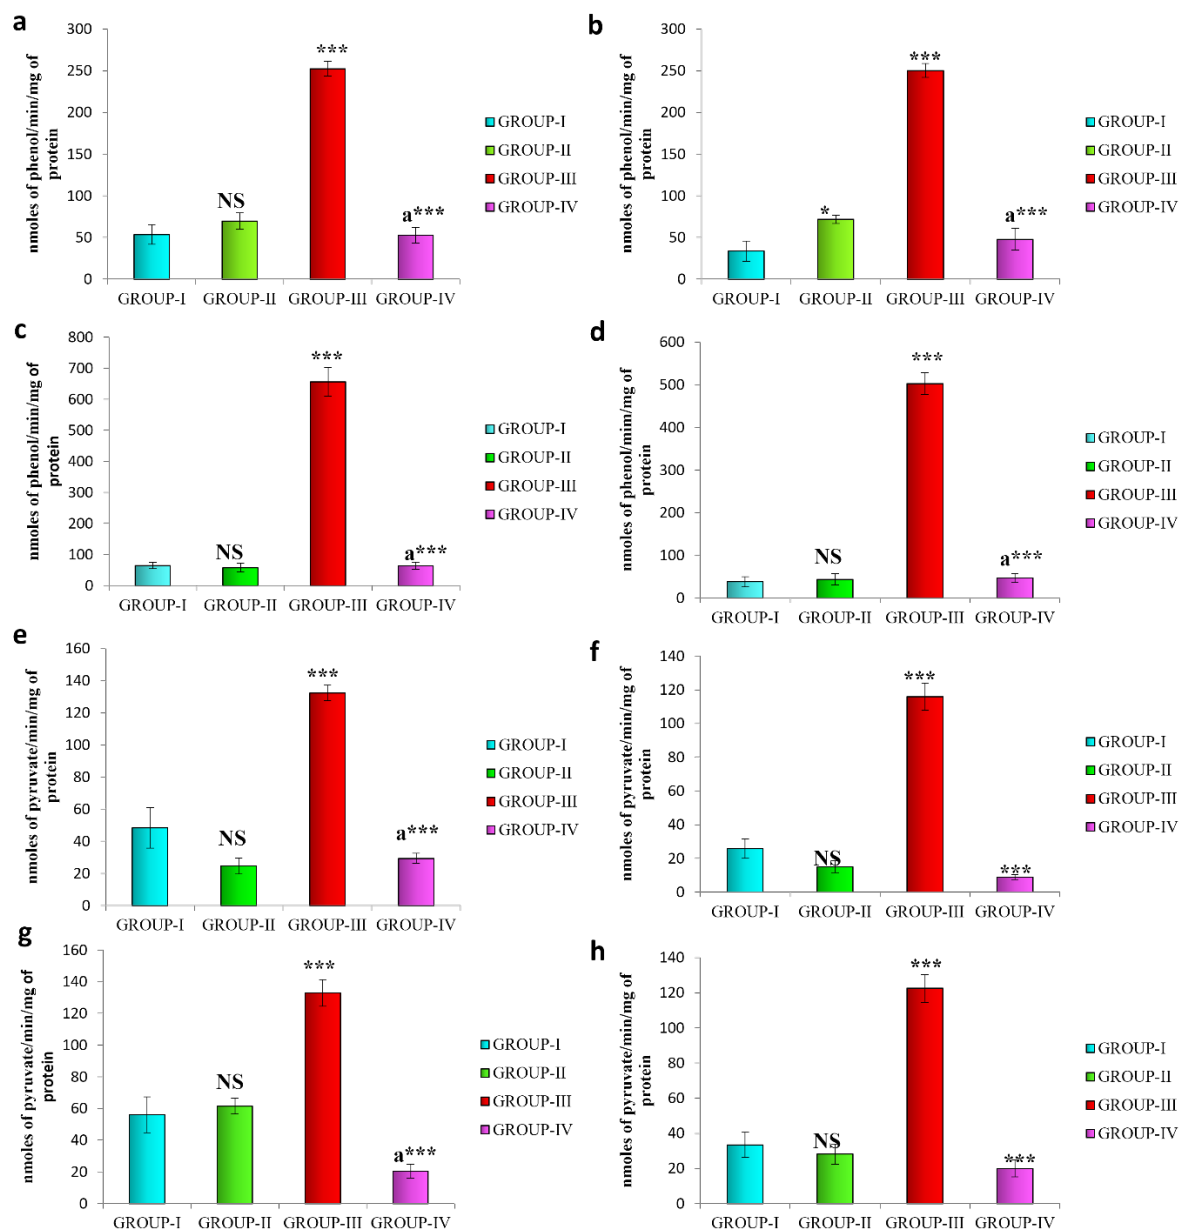 a
nmoles of phenol/min/mg of
protein
300
250
200
150
100
50
0
NS
***
a***
GROUP-I GROUP-II GROUP-III GROUP-IV
GROUP-I
GROUP-II
GROUP-III
GROUP-IV
b
nmoles of phenol/min/mg of
protein
300
250
200
150
100
50
0
*
***
a***
GROUP-I GROUP-II GROUP-III GROUP-IV
GROUP-I
GROUP-II
GROUP-III
GROUP-IV
c
nmoles of phenol/min/mg of
protein
800
700
600
500
400
300
200
100
0
NS
***
a***
GROUP-I GROUP-II GROUP-III GROUP-IV
GROUP-I
GROUP-II
GROUP-III
GROUP-IV
d
nmoles of phenol/mim/mg of
protein
600
500
400
300
200
100
0
NS
***
a***
GROUP-I GROUP-II GROUP-III GROUP-IV
GROUP-I
GROUP-II
GROUP-III
GROUP-IV
e
nmoles of pyruvate/min/mg of
protein
160
140
120
100
80
60
40
20
0
NS
***
a***
GROUP-I GROUP-II GROUP-III GROUP-IV
GROUP-I
GROUP-II
GROUP-III
GROUP-IV
f
nmoles of pyruvate/min/mg of
protein
140
120
100
80
60
40
20
0
NS
***
***
GROUP-I GROUP-II GROUP-III GROUP-IV
GROUP-I
GROUP-II
GROUP-III
GROUP-IV
g
nmoles of pyruvate/min/mg of
protein
160
140
120
100
80
60
40
20
0
NS
***
a***
GROUP-I GROUP-II GROUP-III GROUP-IV
GROUP-I
GROUP-II
GROUP-III
GROUP-IV
h
nmoles of pyruvate/min/mg of
protein
140
120
100
80
60
40
20
0
NS
***
***
GROUP-I GROUP-II GROUP-III GROUP-IV
GROUP-I
GROUP-II
GROUP-III
GROUP-IV